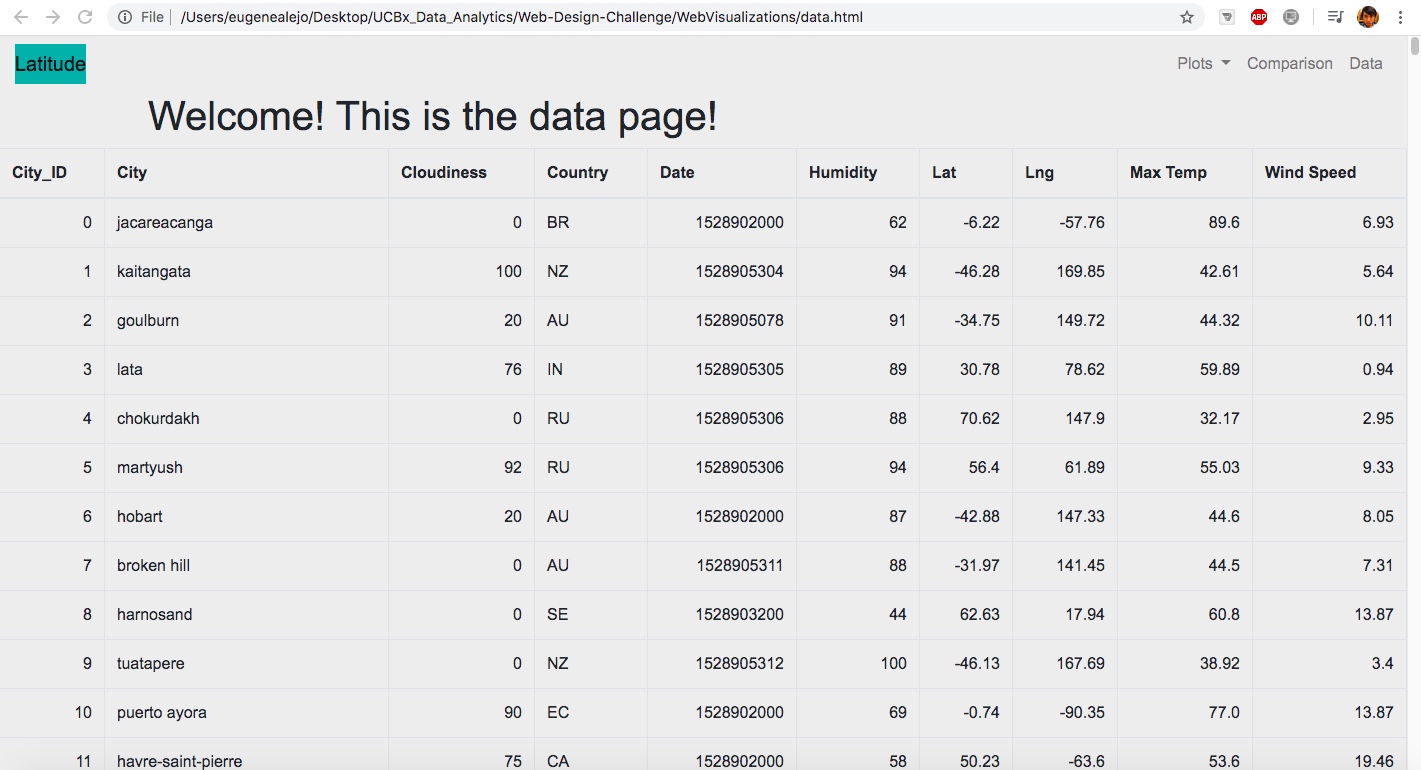 File /Users/eugenealejo/Desktop/UCBx_Data_Analytics/Web-Design-Challenge/WebVisualizations/data.html ABP
Latitude Plots Comparison Data
Welcome! This is the data page!
City_ID City Cloudiness Country Date Humidity Lat Lng Max Temp Wind Speed
0 jacareacanga 0 BR 1528902000 62 -6.22 -57.76 89.6 6.93
1 kaitangata 100 NZ 1528905304 94 -46.28 169.85 42.61 5.64
2 goulburn 20 AU 1528905078 91 -34.75 149.72 44.32 10.11
3 lata 76 IN 1528905305 89 30.78 78.62 59.89 0.94
4 chokurdakh 0 RU 1528905306 88 70.62 147.9 32.17 2.95
5 martyush 92 RU 1528905306 94 56.4 61.89 55.03 9.33
6 hobart 20 AU 1528902000 87 -42.88 147.33 44.6 8.05
7 broken hill 0 AU 1528905311 88 -31.97 141.45 44.5 7.31
8 harnosand 0 SE 1528903200 44 62.63 17.94 60.8 13.87
9 tuatapere 0 NZ 1528905312 100 -46.13 167.69 38.92 3.4
10 puerto ayora 90 EC 1528902000 69 -0.74 -90.35 77.0 13.87
11 havre-saint-pierre 75 CA 1528902000 58 50.23 -63.6 53.6 19.46